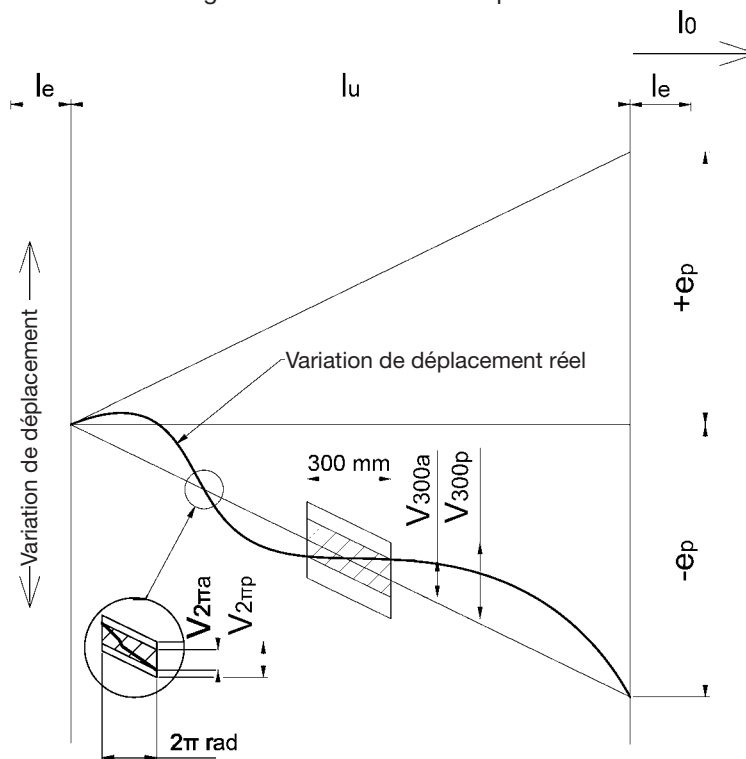 l0
le
lu
le
+ep
Variation de déplacement
Variation de déplacement réel
300 mm
V300a
V300p
-ep
V2πa
V2πp
2π rad